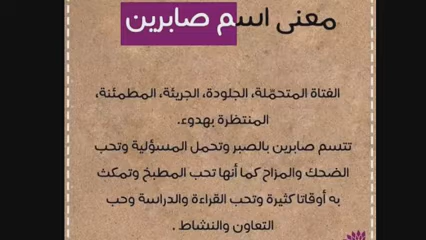 معنى اسم صابرين
الفتاة المتحمّلة، الجلودة، الجريئة، المطمئنة،
المنتظرة بهدوء.
تتسم صابرين بالصبر وتحمل المسؤلية وتحب
الضحك والمزاح كما أنها تحب المطبخ وتمكث
به أوقاتا كثيرة وتحب القراءة والدراسة وحب
التعاون والنشاط .